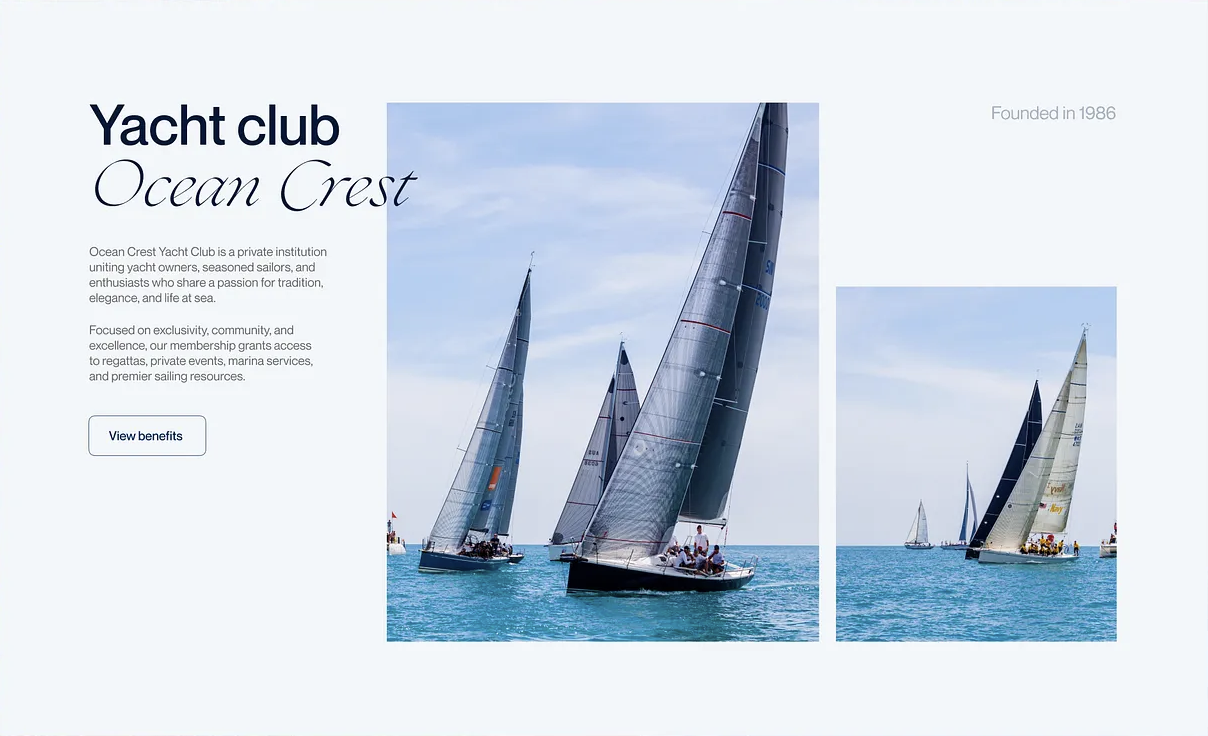 Yacht club
Ocean Crest
Founded in 1986
Ocean Crest Yacht Club is a private institution
uniting yacht owners, seasoned sailors, and
enthusiasts who share a passion for tradition,
elegance, and life at sea.
Focused on exclusivity, community, and
excellence, our membership grants access
to regattas, private events, marina services,
and premier sailing resources.
View benefits